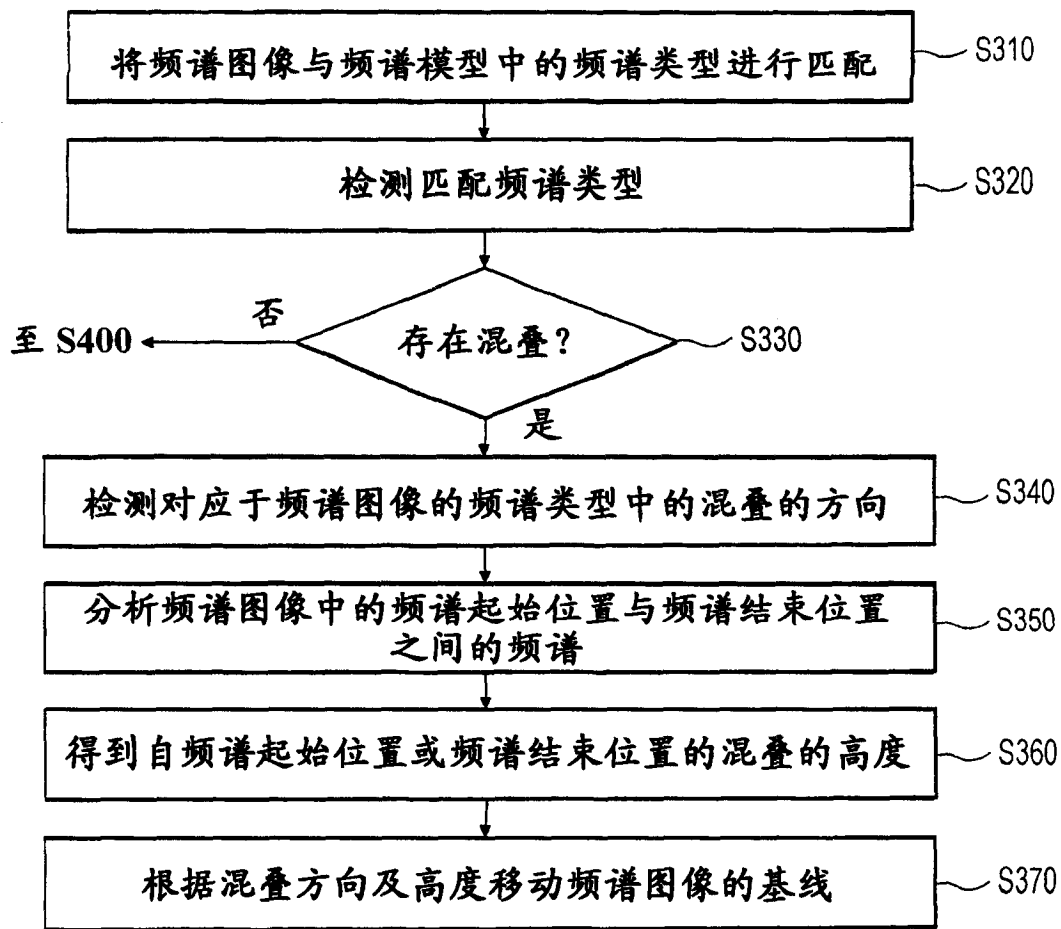 将频谱图像与频谱模型中的频谱类型进行匹配
S310
检测匹配频谱类型
S320
否
至 S400
存在混叠?
S330
是
检测对应于频谱图像的频谱类型中的混叠的方向
S340
分析频谱图像中的频谱起始位置与频谱结束位置
之间的频谱
S350
得到自频谱起始位置或频谱结束位置的混叠的高度
S360
根据混叠方向及高度移动频谱图像的基线
S370